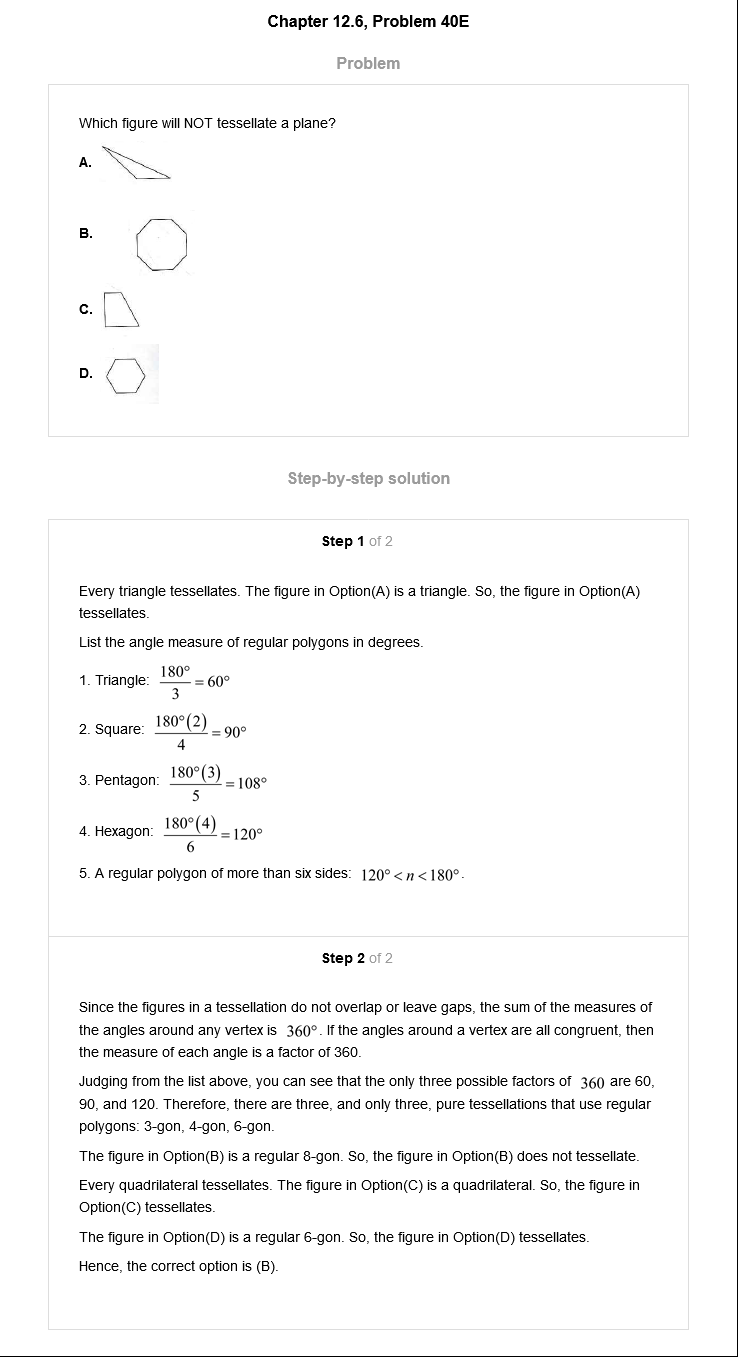 Chapter 12.6, Problem 40E
Problem
Which figure will NOT tessellate a plane?
A.
B.
C.
D.
Step-by-step solution
Step 1 of 2
Every triangle tessellates. The figure in Option(A) is a triangle. So, the figure in Option(A)
tessellates.
List the angle measure of regular polygons in degrees.
1. Triangle: 180°/3 = 60°
2. Square: 180°(2)/4 = 90°
3. Pentagon: 180°(3)/5 = 108°
4. Hexagon: 180°(4)/6 = 120°
5. A regular polygon of more than six sides: 120° < n < 180°.
Step 2 of 2
Since the figures in a tessellation do not overlap or leave gaps, the sum of the measures of
the angles around any vertex is 360°. If the angles around a vertex are all congruent, then
the measure of each angle is a factor of 360.
Judging from the list above, you can see that the only three possible factors of 360 are 60,
90, and 120. Therefore, there are three, and only three, pure tessellations that use regular
polygons: 3-gon, 4-gon, 6-gon.
The figure in Option(B) is a regular 8-gon. So, the figure in Option(B) does not tessellate.
Every quadrilateral tessellates. The figure in Option(C) is a quadrilateral. So, the figure in
Option(C) tessellates.
The figure in Option(D) is a regular 6-gon. So, the figure in Option(D) tessellates.
Hence, the correct option is (B).